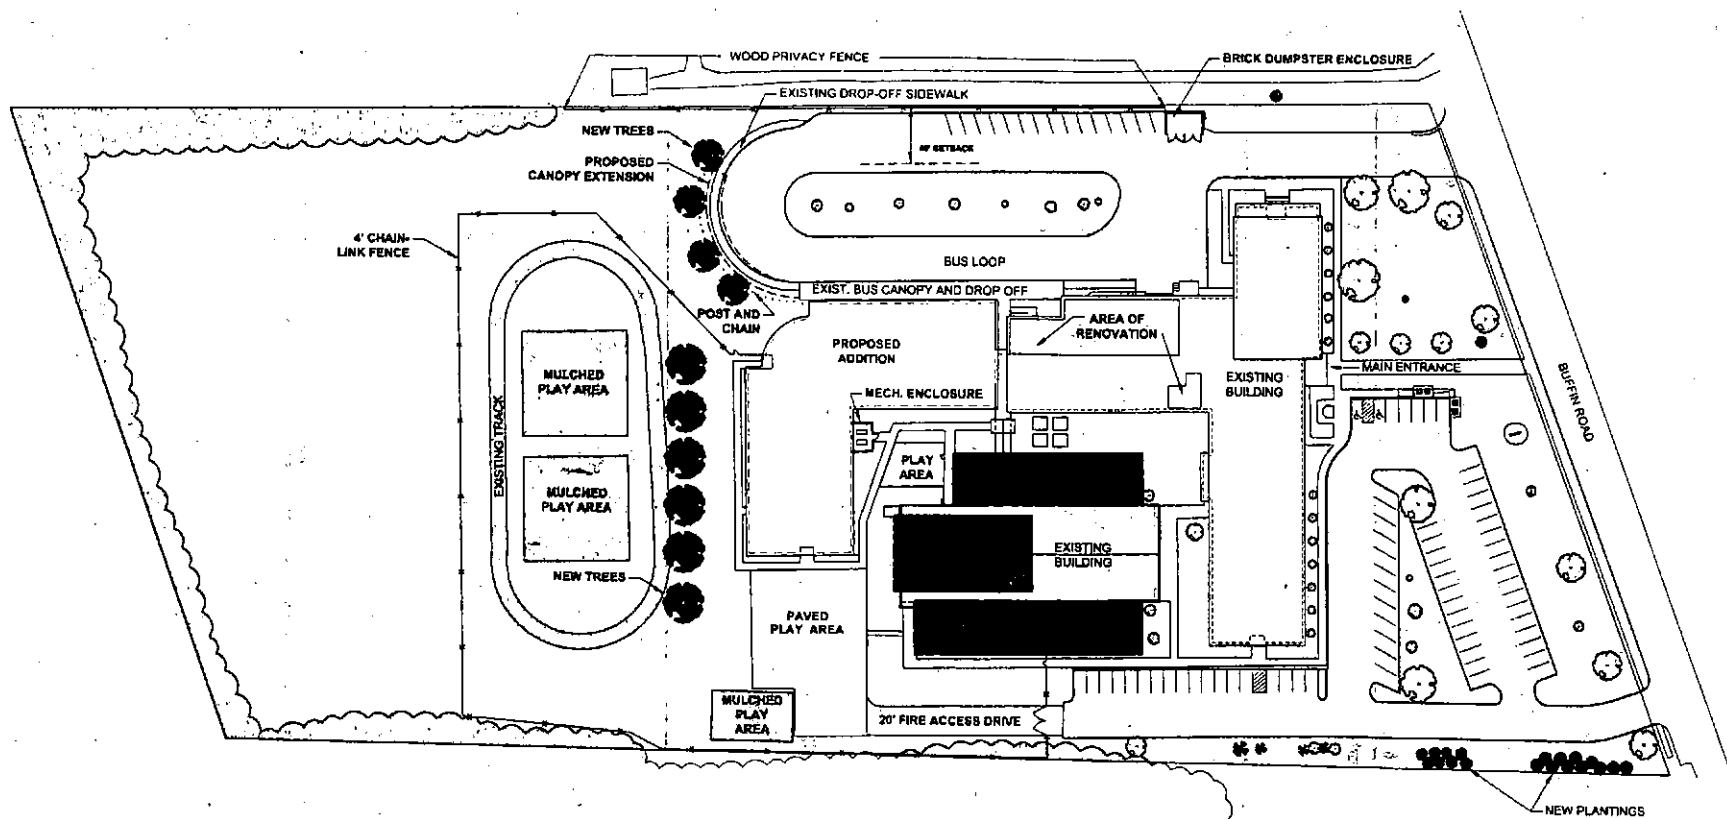 WOOD PRIVACY FENCE
BRICK DUMPSTER ENCLOSURE
EXISTING DROP-OFF SIDEWALK
NEW TREES
PROPOSED
CANOPY EXTENSION
SETBACK
4' CHAIN-
LINK FENCE
BUS LOOP
EXIST. BUS CANOPY AND DROP OFF
POST AND
CHAIN
PROPOSED
ADDITION
AREA OF
RENOVATION
MAIN ENTRANCE
EXISTING
BUILDING
BUFFIN ROAD
MULCHED
PLAY AREA
MECH. ENCLOSURE
EXISTING TRACK
PLAY
AREA
MULCHED
PLAY AREA
EXISTING
BUILDING
NEW TREES
PAVED
PLAY AREA
MULCHED
PLAY
AREA
20' FIRE ACCESS DRIVE
NEW PLANTINGS